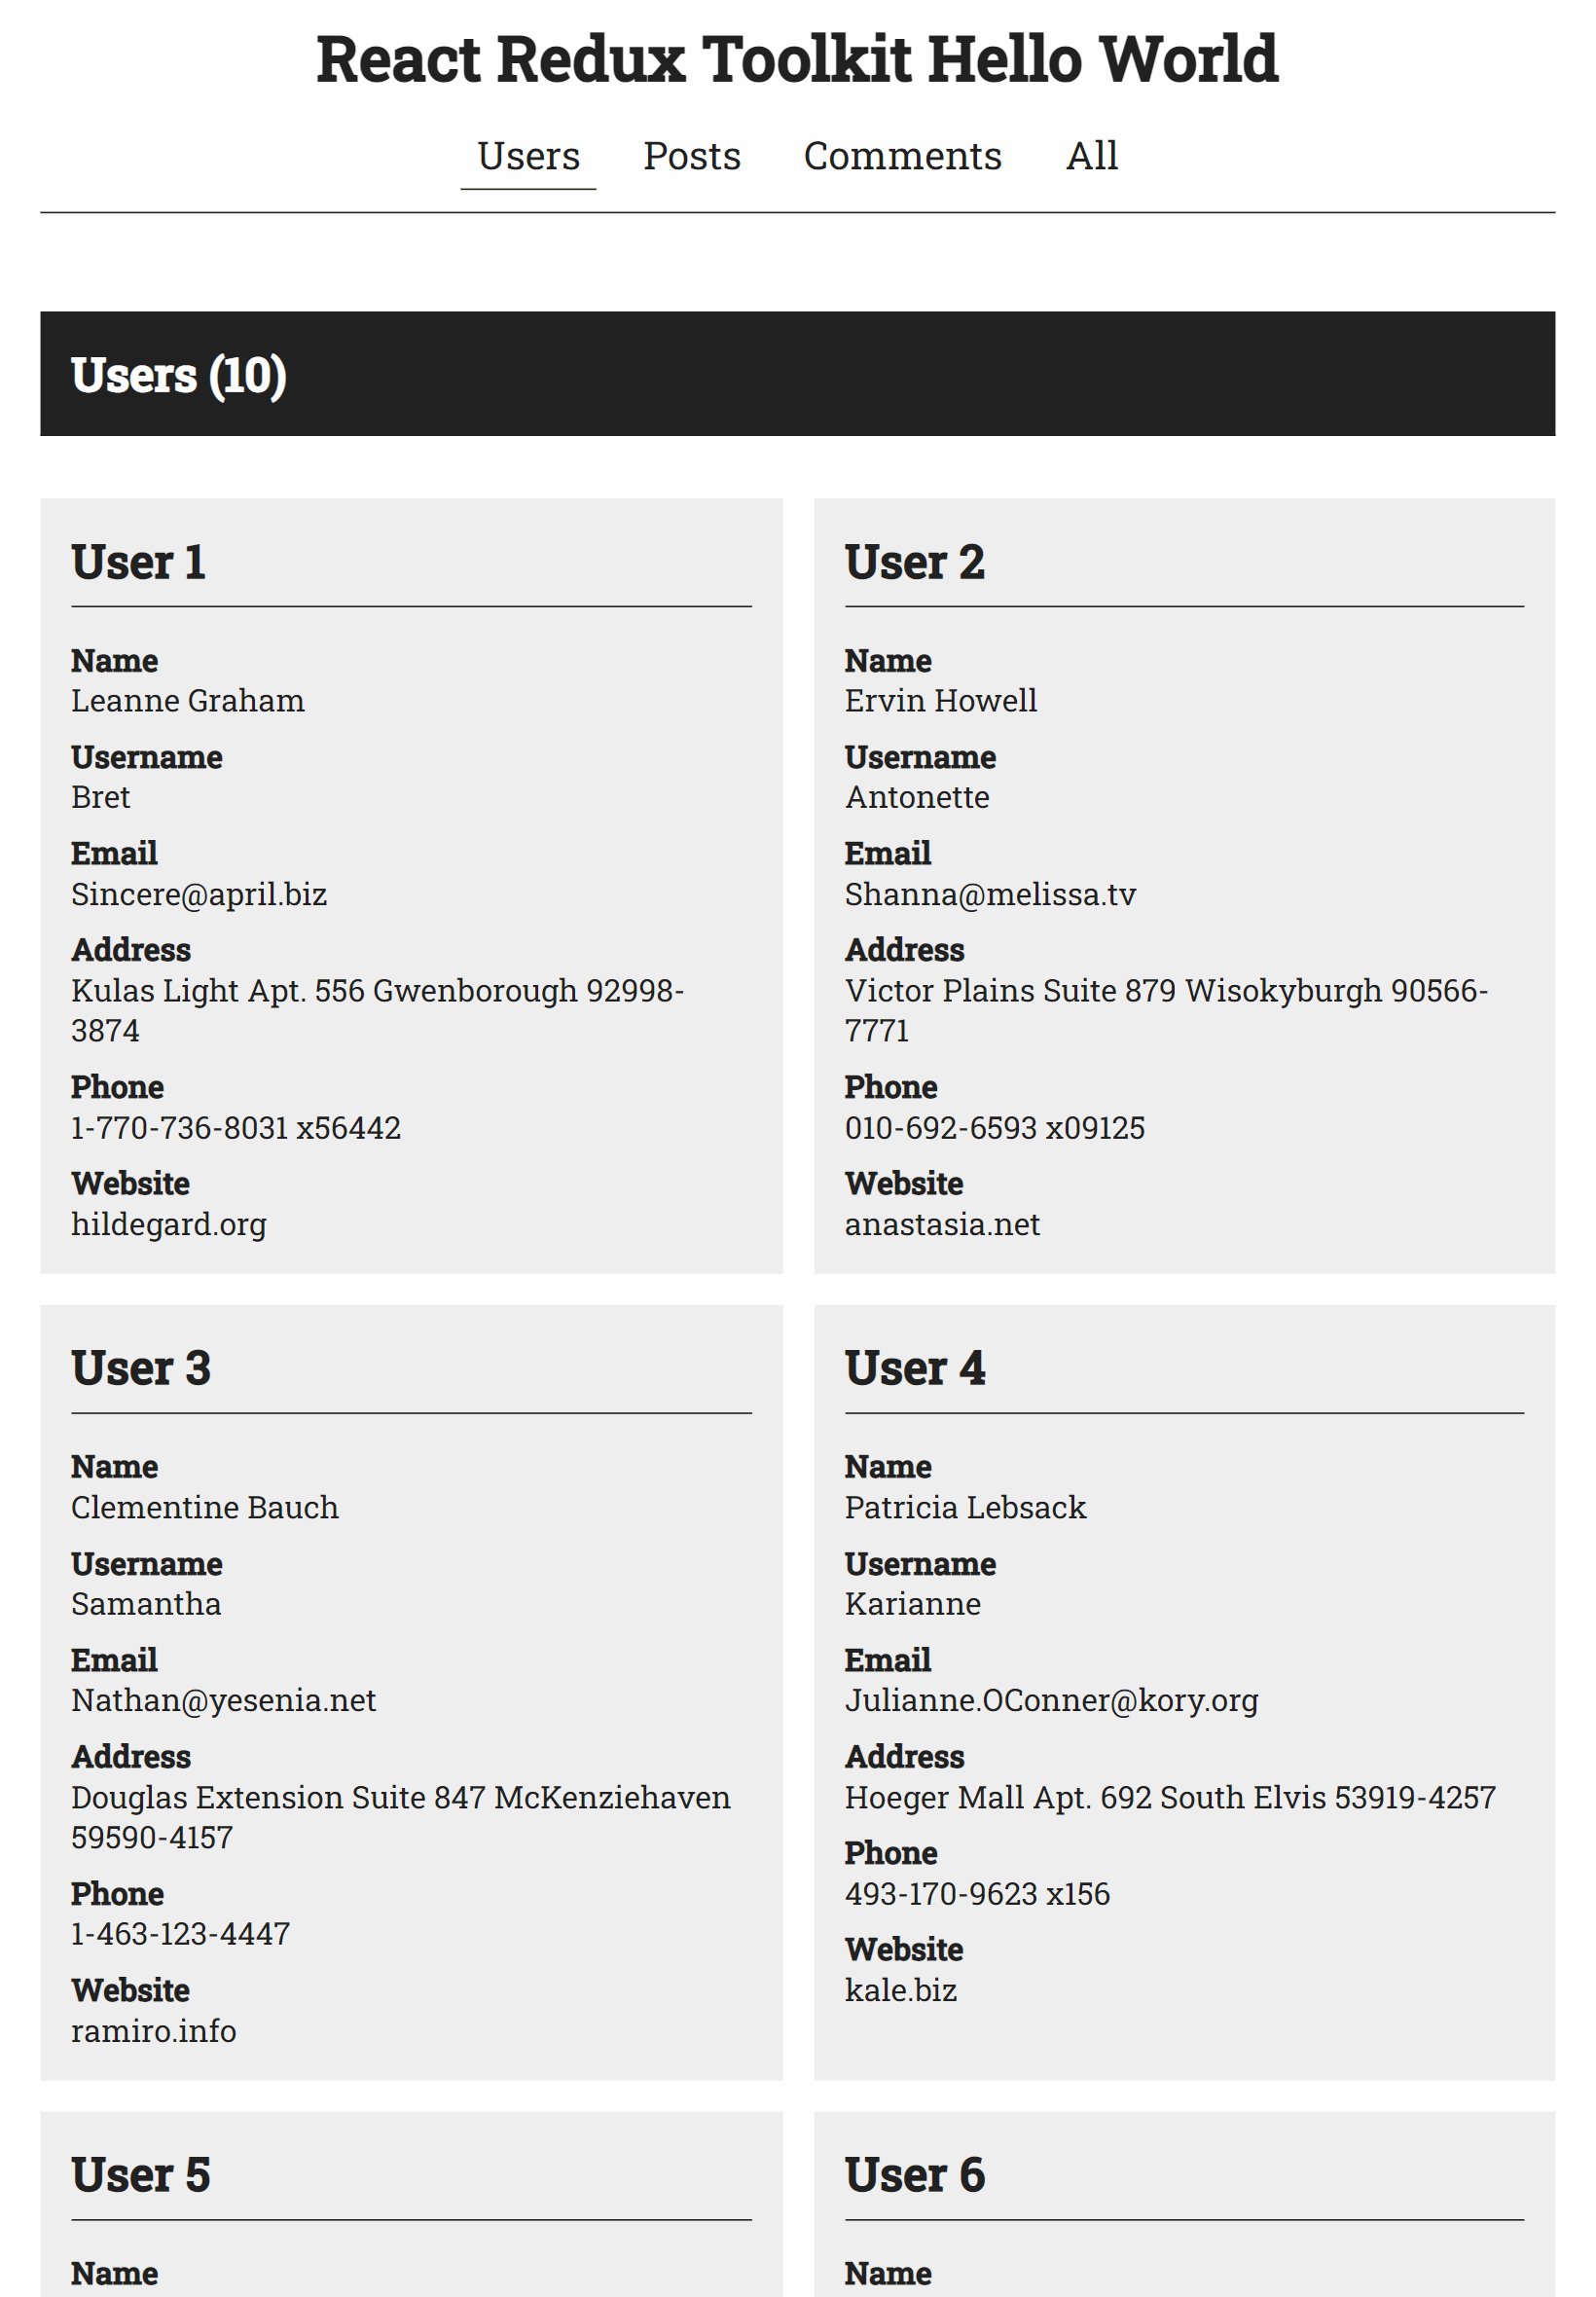 React Redux Toolkit Hello World
Users Posts Comments All
Users (10)
User 1
Name
Leanne Graham
Username
Bret
Email
Sincere@april.biz
Address
Kulas Light Apt. 556 Gwenborough 92998-
3874
Phone
1-770-736-8031 x56442
Website
hildegard.org
User 2
Name
Ervin Howell
Username
Antonette
Email
Shanna@melissa.tv
Address
Victor Plains Suite 879 Wisokyburgh 90566-
7771
Phone
010-692-6593 x09125
Website
anastasia.net
User 3
Name
Clementine Bauch
Username
Samantha
Email
Nathan@yesenia.net
Address
Douglas Extension Suite 847 McKenziehaven
59590-4157
Phone
1-463-123-4447
Website
ramiro.info
User 4
Name
Patricia Lebsack
Username
Karianne
Email
Julianne.OConner@kory.org
Address
Hoeger Mall Apt. 692 South Elvis 53919-4257
Phone
493-170-9623 x156
Website
kale.biz
User 5
Name
User 6
Name